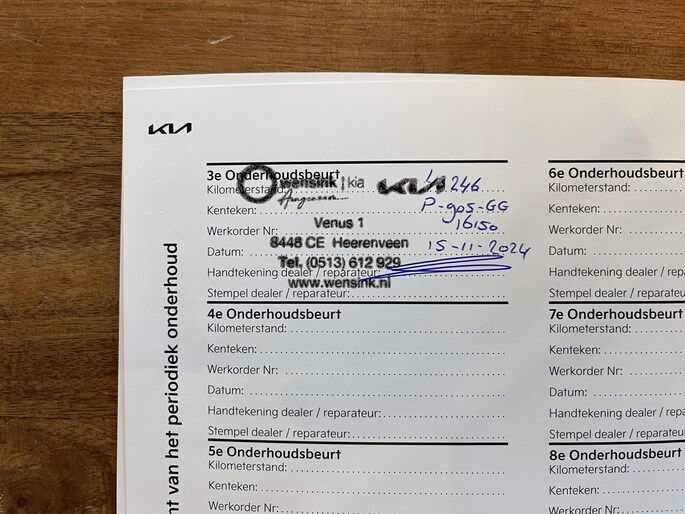 KIA
3e Onderhoudsbeurt
Kilometerstand:
wensink | kia KIA
246
Kenteken: P-905-GG
Werkorder Nr: 16150
Venus 1
8448 CE Heerenveen
Datum: 15-11-2024
Tel. (0513) 612 929
Handtekening dealer / reparateur:
www.wensink.nl
Stempel dealer / reparateur:
4e Onderhoudsbeurt
Kilometerstand:
Kenteken:
Werkorder Nr:
Datum:
Handtekening dealer / reparateur:
Stempel dealer / reparateur:
5e Onderhoudsbeurt
Kilometerstand:
Kenteken:
Werkorder Nr:
6e Onderhoudsbeurt
Kilometerstand:
Kenteken:
Werkorder Nr:
Datum:
Handtekening dealer / repa
Stempel dealer / reparateur:
7e Onderhoudsbeurt
Kilometerstand:
Kenteken:
Werkorder Nr:
Datum:
Handtekening dealer / repa
Stempel dealer / reparateur:
8e Onderhoudsbeurt
Kilometerstand:
Kenteken:
Werkorder Nr:
nt van het periodiek onderhoud